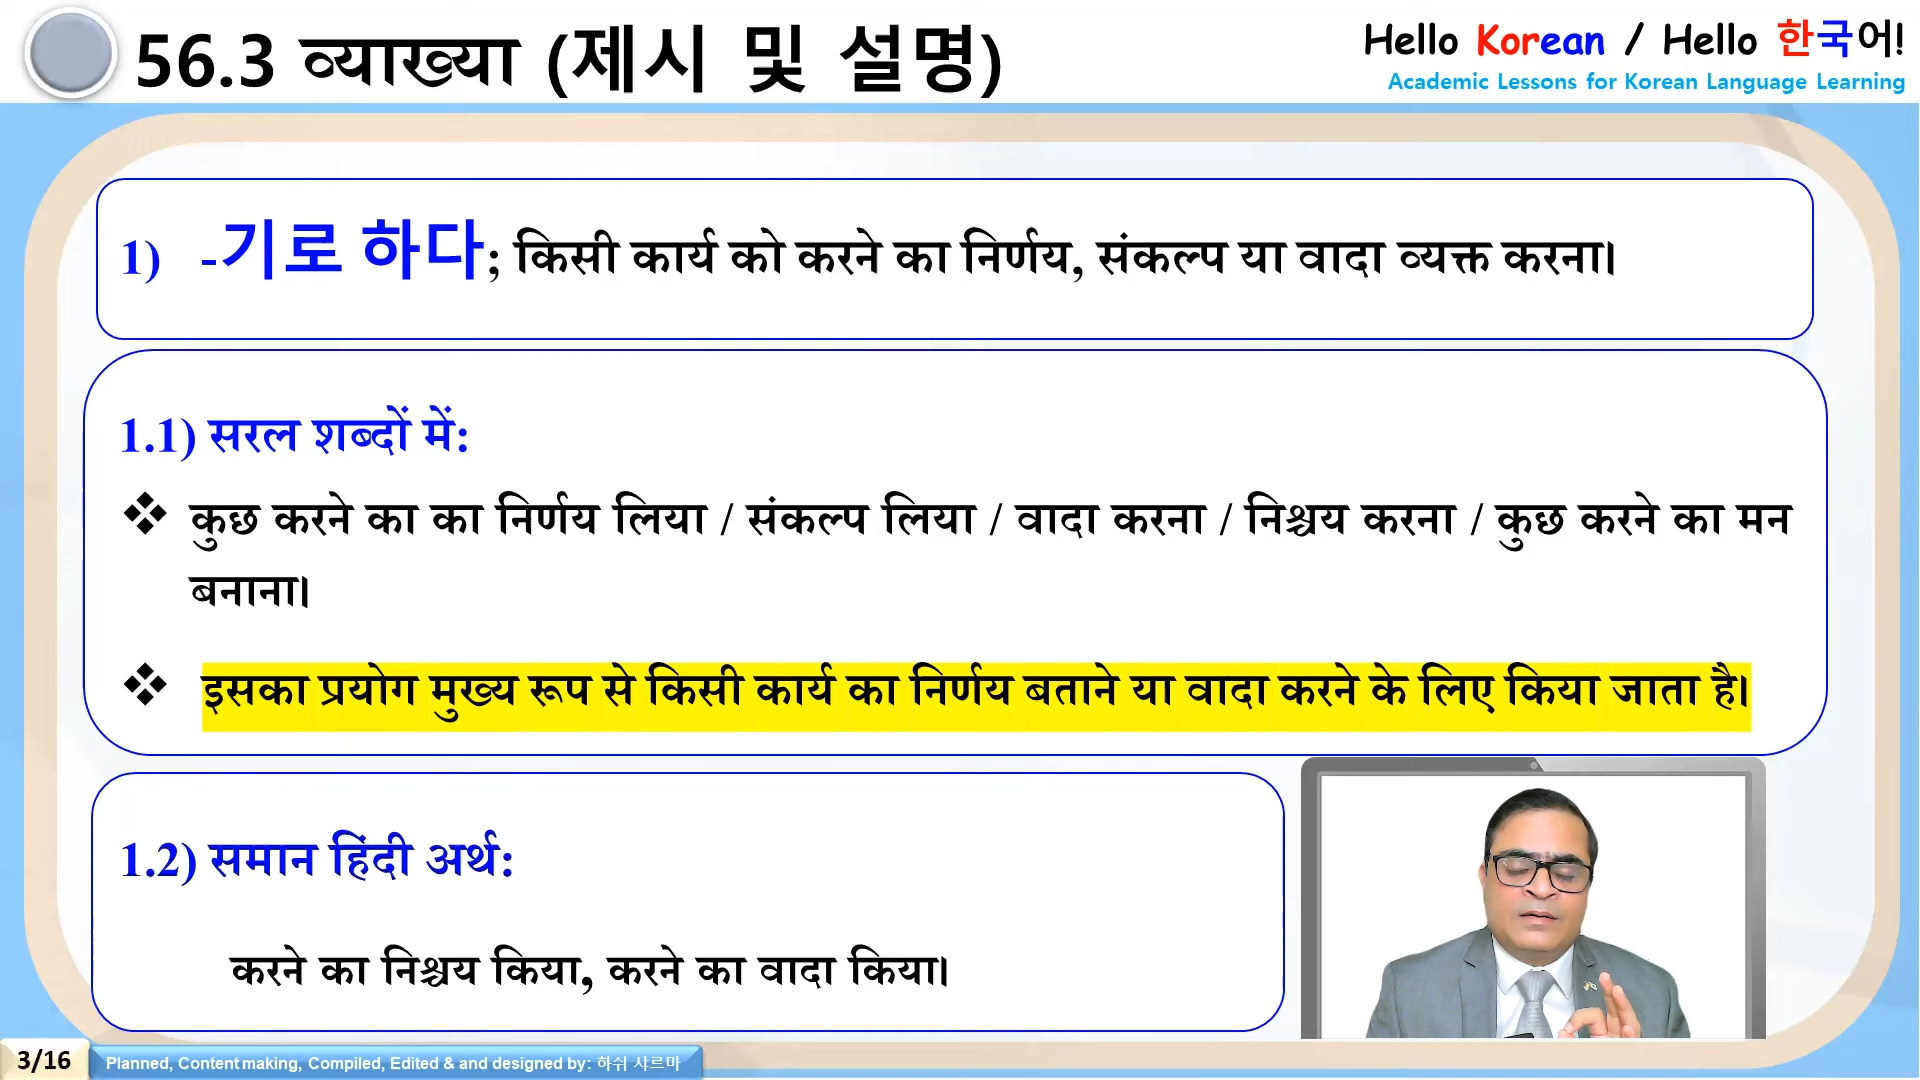 56.3 व्याख्या (제시 및 설명)
Hello Korean / Hello 한국어!
Academic Lessons for Korean Language Learning
1) -기로 하다; किसी कार्य को करने का निर्णय, संकल्प या वादा व्यक्त करना।
1.1) सरल शब्दों में:
❖ कुछ करने का का निर्णय लिया / संकल्प लिया / वादा करना / निश्चय करना / कुछ करने का मन
बनाना।
❖ इसका प्रयोग मुख्य रूप से किसी कार्य का निर्णय बताने या वादा करने के लिए किया जाता है।
1.2) समान हिंदी अर्थ:
करने का निश्चय किया, करने का वादा किया।
3/16
Planned, Content making, Compiled, Edited & and designed by: 하쉬 샤르마